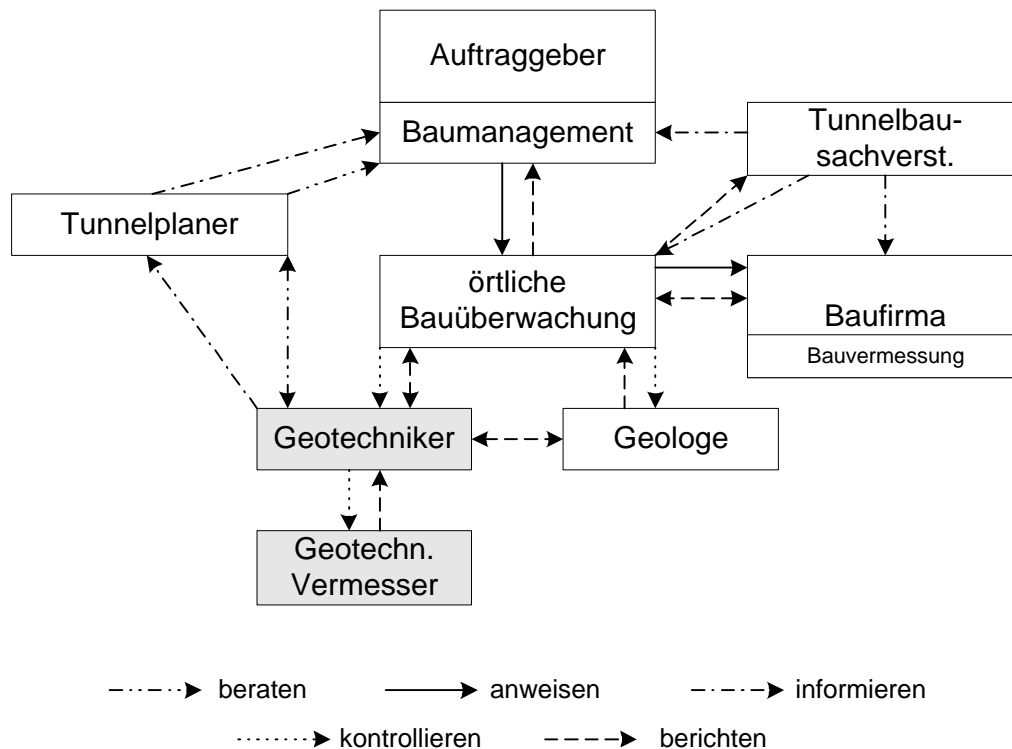 Auftraggeber
Baumanagement
Tunnelbau-
sachverst.
Tunnelplaner
örtliche
Bauüberwachung
Baufirma
Bauvermessung
Geotechniker
Geologe
Geotechn.
Vermesser
beraten
anweisen
informieren
kontrollieren
berichten